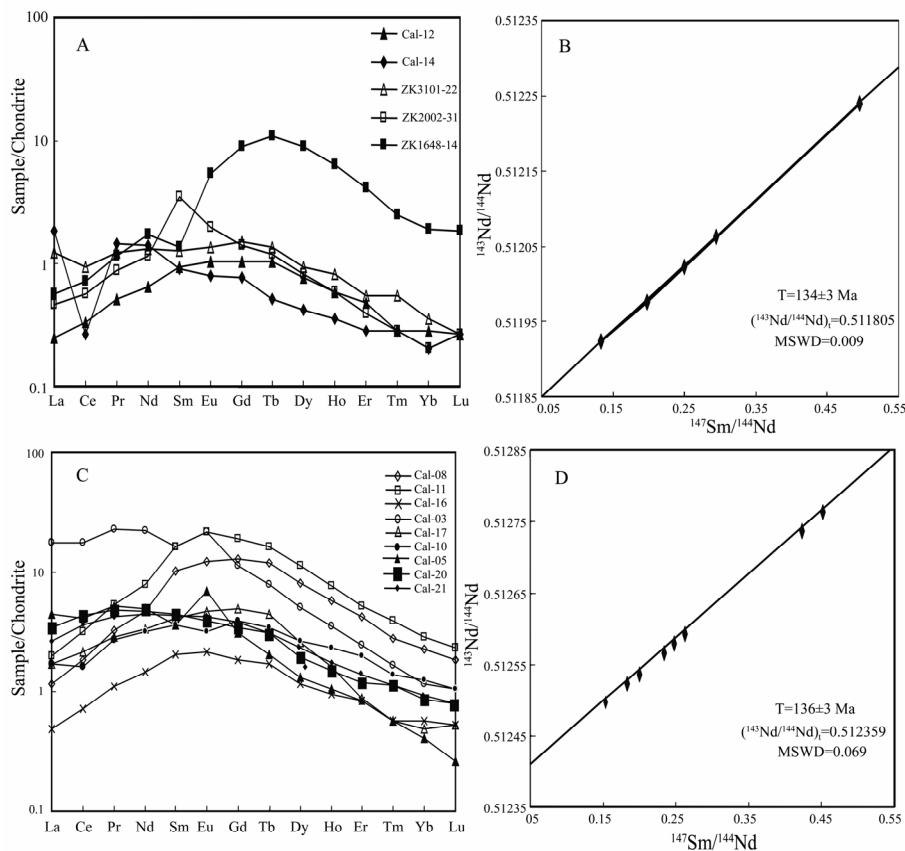 100
10
1
0.1
Sample/Chondrite
A
Cal-12
Cal-14
ZK3101-22
ZK2002-31
ZK1648-14
La Ce Pr Nd Sm Eu Gd Tb Dy Ho Er Tm Yb Lu
0.51235
0.51225
0.51215
0.51205
0.51195
0.51185
¹⁴³Nd/¹⁴⁴Nd
B
T=134±3 Ma
(¹⁴³Nd/¹⁴⁴Nd)ₜ=0.511805
MSWD=0.009
0.05 0.15 0.25 0.35 0.45 0.55
¹⁴⁷Sm/¹⁴⁴Nd
100
10
1
0.1
Sample/Chondrite
C
Cal-08
Cal-11
Cal-16
Cal-03
Cal-17
Cal-10
Cal-05
Cal-20
Cal-21
La Ce Pr Nd Sm Eu Gd Tb Dy Ho Er Tm Yb Lu
0.51285
0.51275
0.51265
0.51255
0.51245
0.51235
¹⁴³Nd/¹⁴⁴Nd
D
T=136±3 Ma
(¹⁴³Nd/¹⁴⁴Nd)ₜ=0.512359
MSWD=0.069
05 0.15 0.25 0.35 0.45 0.55
¹⁴⁷Sm/¹⁴⁴Nd